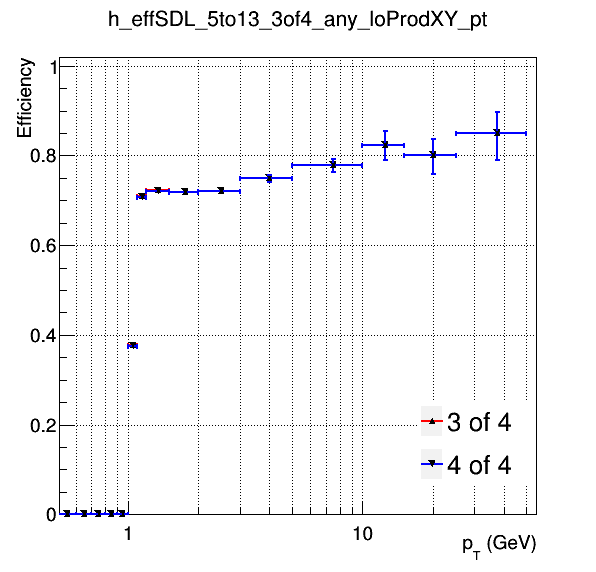 h_effSDL_5to13_3of4_any_loProdXY_pt
Efficiency
1
0.8
0.6
0.4
0.2
0
3 of 4
4 of 4
1
10
p_T (GeV)